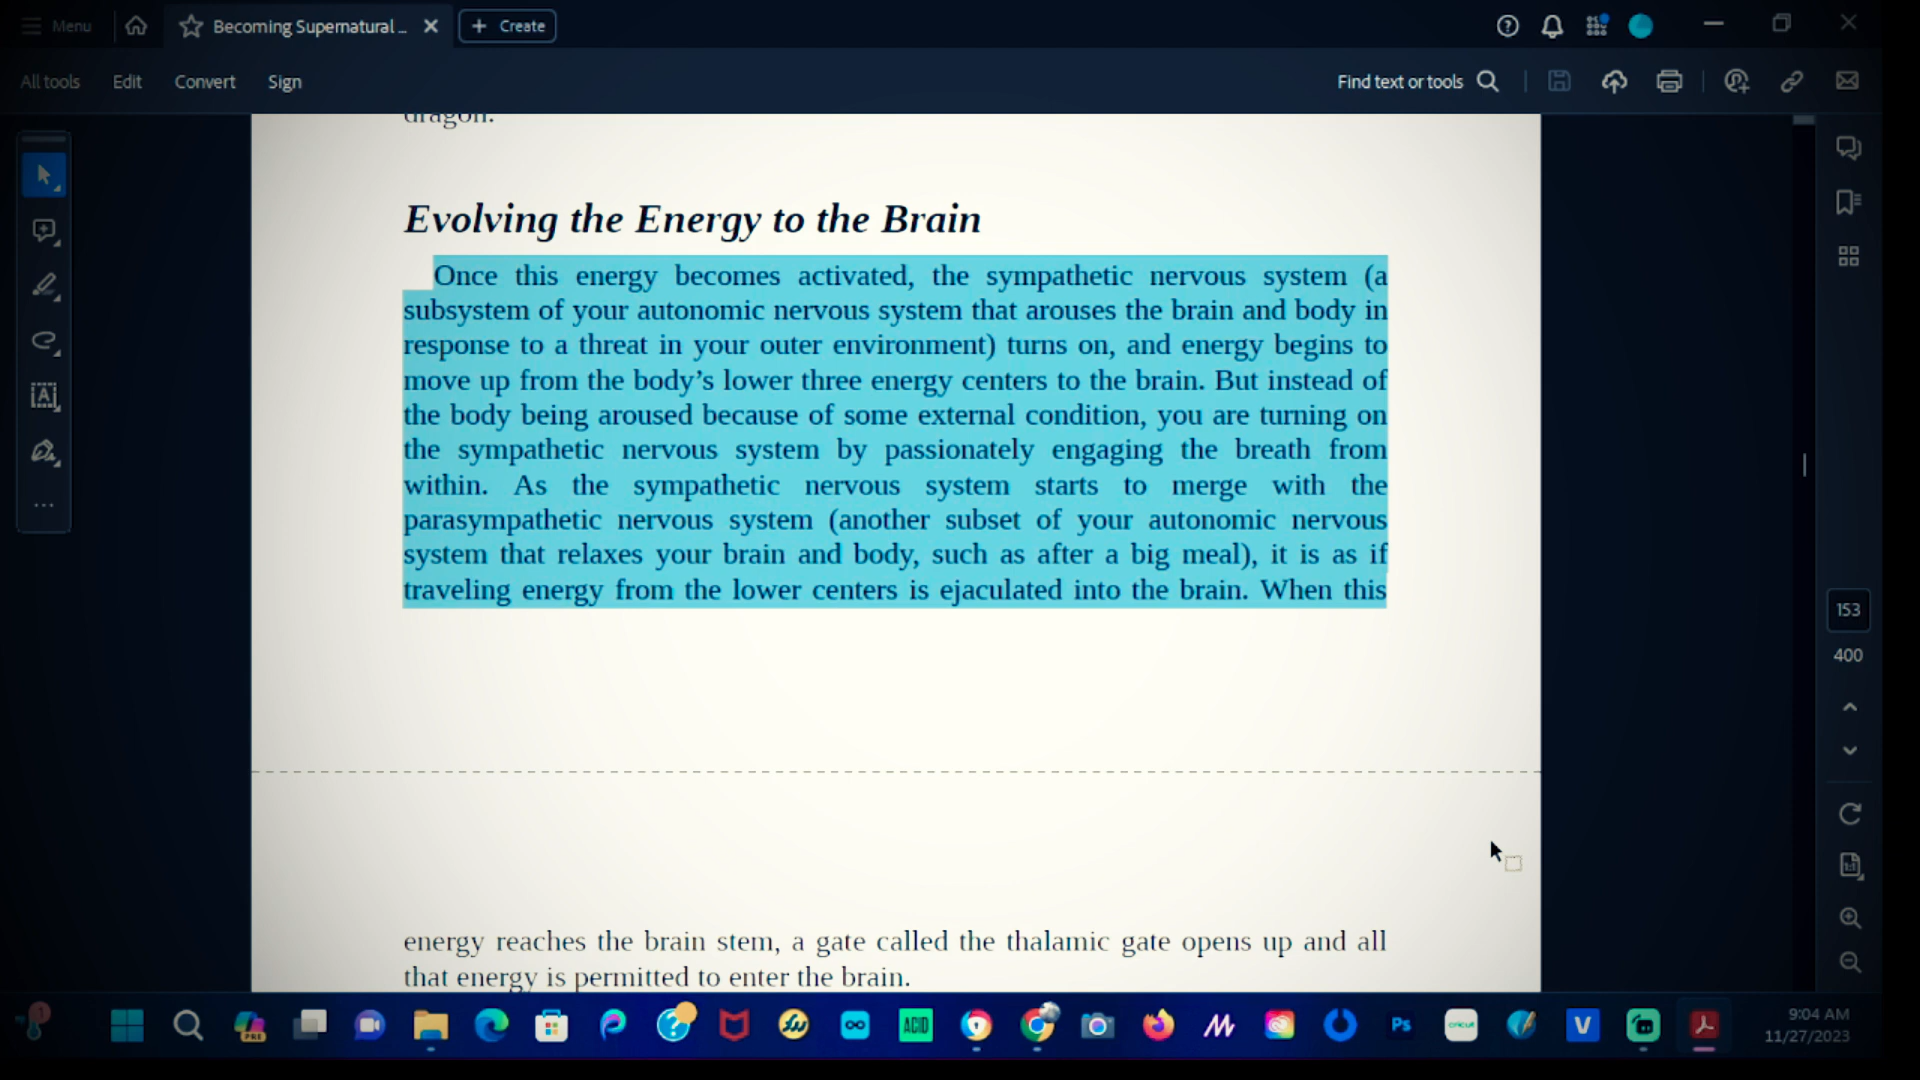 Menu
Becoming Supernatural ...
Create
All tools
Edit
Convert
Sign
Find text or tools
dragon.
Evolving the Energy to the Brain
Once this energy becomes activated, the sympathetic nervous system (a
subsystem of your autonomic nervous system that arouses the brain and body in
response to a threat in your outer environment) turns on, and energy begins to
move up from the body’s lower three energy centers to the brain. But instead of
the body being aroused because of some external condition, you are turning on
the sympathetic nervous system by passionately engaging the breath from
within. As the sympathetic nervous system starts to merge with the
parasympathetic nervous system (another subset of your autonomic nervous
system that relaxes your brain and body, such as after a big meal), it is as if
traveling energy from the lower centers is ejaculated into the brain. When this
energy reaches the brain stem, a gate called the thalamic gate opens up and all
that energy is permitted to enter the brain.
153
400
1
PRE
ACID
Ps
cricut
V
9:04 AM
11/27/2023